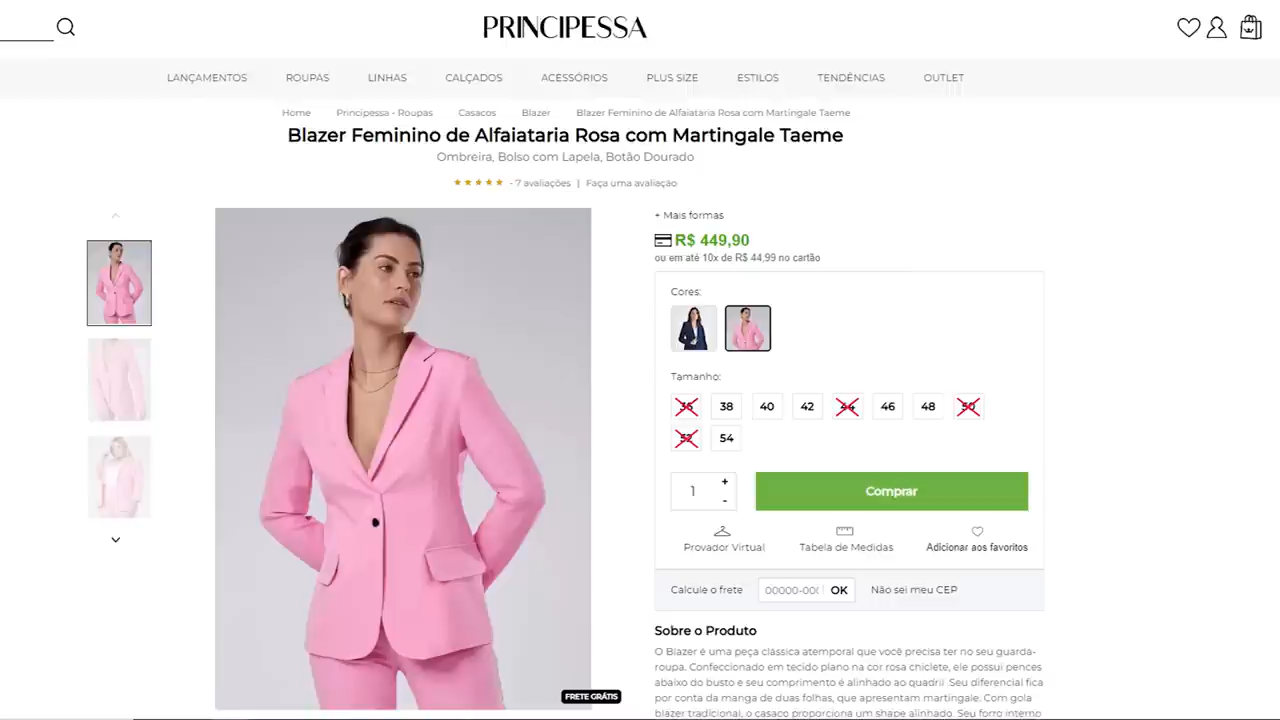 PRINCIPESSA
LANÇAMENTOS ROUPAS LINHAS CALÇADOS ACESSÓRIOS PLUS SIZE ESTILOS TENDÊNCIAS OUTLET
Home Principessa - Roupas Casacos Blazer Blazer Feminino de Alfaiataria Rosa com Martingale Taeme
Blazer Feminino de Alfaiataria Rosa com Martingale Taeme
Ombreira, Bolso com Lapela, Botão Dourado
- 7 avaliações | Faça uma avaliação
+ Mais formas
R$ 449,90
ou em até 10x de R$ 44,99 no cartão
Cores:
Tamanho:
36 38 40 42 44 46 48 50
52 54
1 + -
Comprar
Provador Virtual Tabela de Medidas Adicionar aos favoritos
Calcule o frete 00000-00 OK Não sei meu CEP
FRETE GRÁTIS
Sobre o Produto
O Blazer é uma peça clássica atemporal que você precisa ter no seu guarda-
roupa. Confeccionado em tecido plano na cor rosa chiclete, ele possui pences
abaixo do busto e seu comprimento é alinhado ao quadril. Seu diferencial fica
por conta da manga de duas folhas, que apresentam martingale. Com gola
blazer tradicional, o casaco proporciona um shape alinhado. Seu forro interno